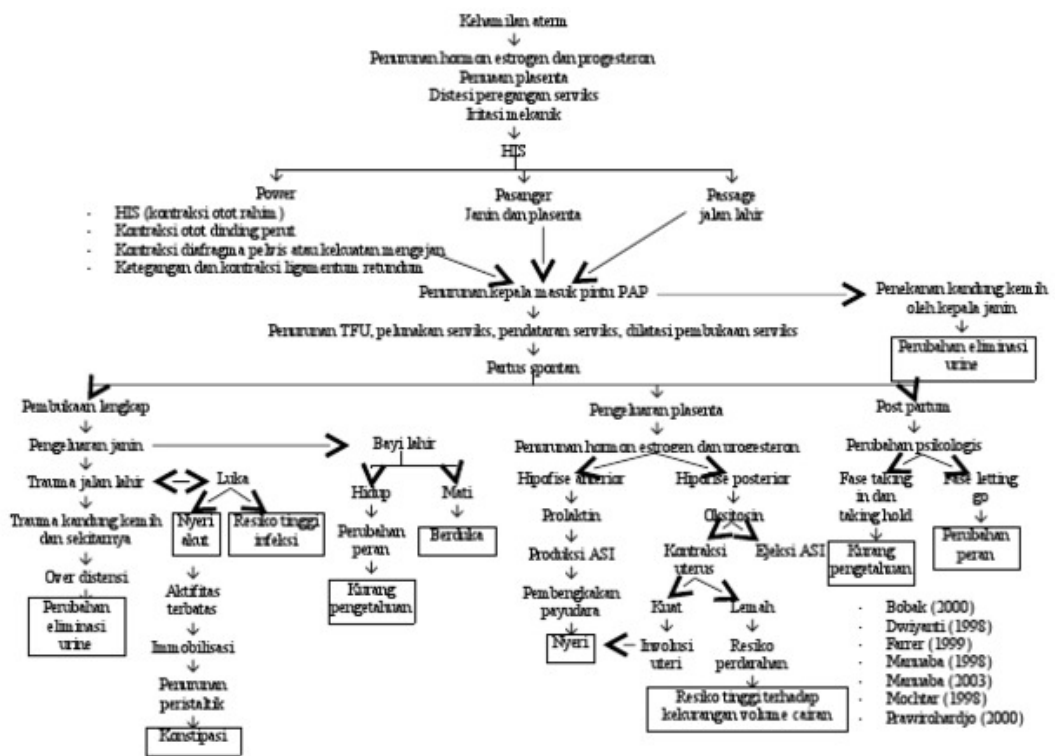 Kehamilan aterm
Penurunan hormon estrogen dan progesteron
Penuaan plasenta
Distesi peregangan serviks
Iritasi mekanik
HIS
Power
- HIS (kontraksi otot rahim)
- Kontraksi otot dinding perut
- Kontraksi diafragma pelvis atau kekuatan mengejan
- Ketegangan dan kontraksi ligamentum retundum
Pasanger
Janin dan plasenta
Passage
jalan lahir
Penurunan kepala masuk pintu PAP
Penekanan kandung kemih
oleh kepala janin
Perubahan eliminasi
urine
Penurunan TFU, pelunakan serviks, pendataran serviks, dilatasi pembukaan serviks
Partus spontan
Pembukaan lengkap
Pengeluaran janin
Trauma jalan lahir
Trauma kandung kemih
dan sekitarnya
Over distensi
Perubahan
eliminasi
urine
Luka
Nyeri
akut
Resiko tinggi
infeksi
Aktifitas
terbatas
Immobilisasi
Penurunan
peristaltik
Konstipasi
Bayi lahir
Hidup
Perubahan
peran
Kurang
pengetahuan
Mati
Berduka
Pengeluaran plasenta
Penurunan hormon estrogen dan urogesteron
Hipofise anterior
Prolaktin
Produksi ASI
Pembengkakan
payudara
Nyeri
Hipofise posterior
Oksitosin
Kontraksi
uterus
Ejeksi ASI
Kuat
Involusi
uteri
Lemah
Resiko
perdarahan
Resiko tinggi terhadap
kekurangan volume cairan
Post partum
Perubahan psikologis
Fase taking
in dan
taking hold
Kurang
pengetahuan
Fase letting
go
Perubahan
peran
- Bobak (2000)
- Dwiyanti (1998)
- Farrer (1999)
- Manuaba (1998)
- Manuaba (2003)
- Mochtar (1998)
- Prawirohardjo (2000)